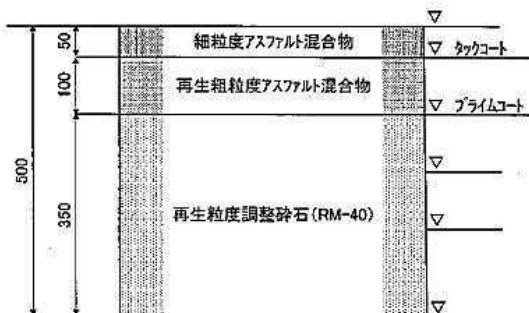 50
細粒度アスファルト混合物
タックコート
100
再生粗粒度アスファルト混合物
プライムコート
500
350
再生粒度調整砕石(RM-40)